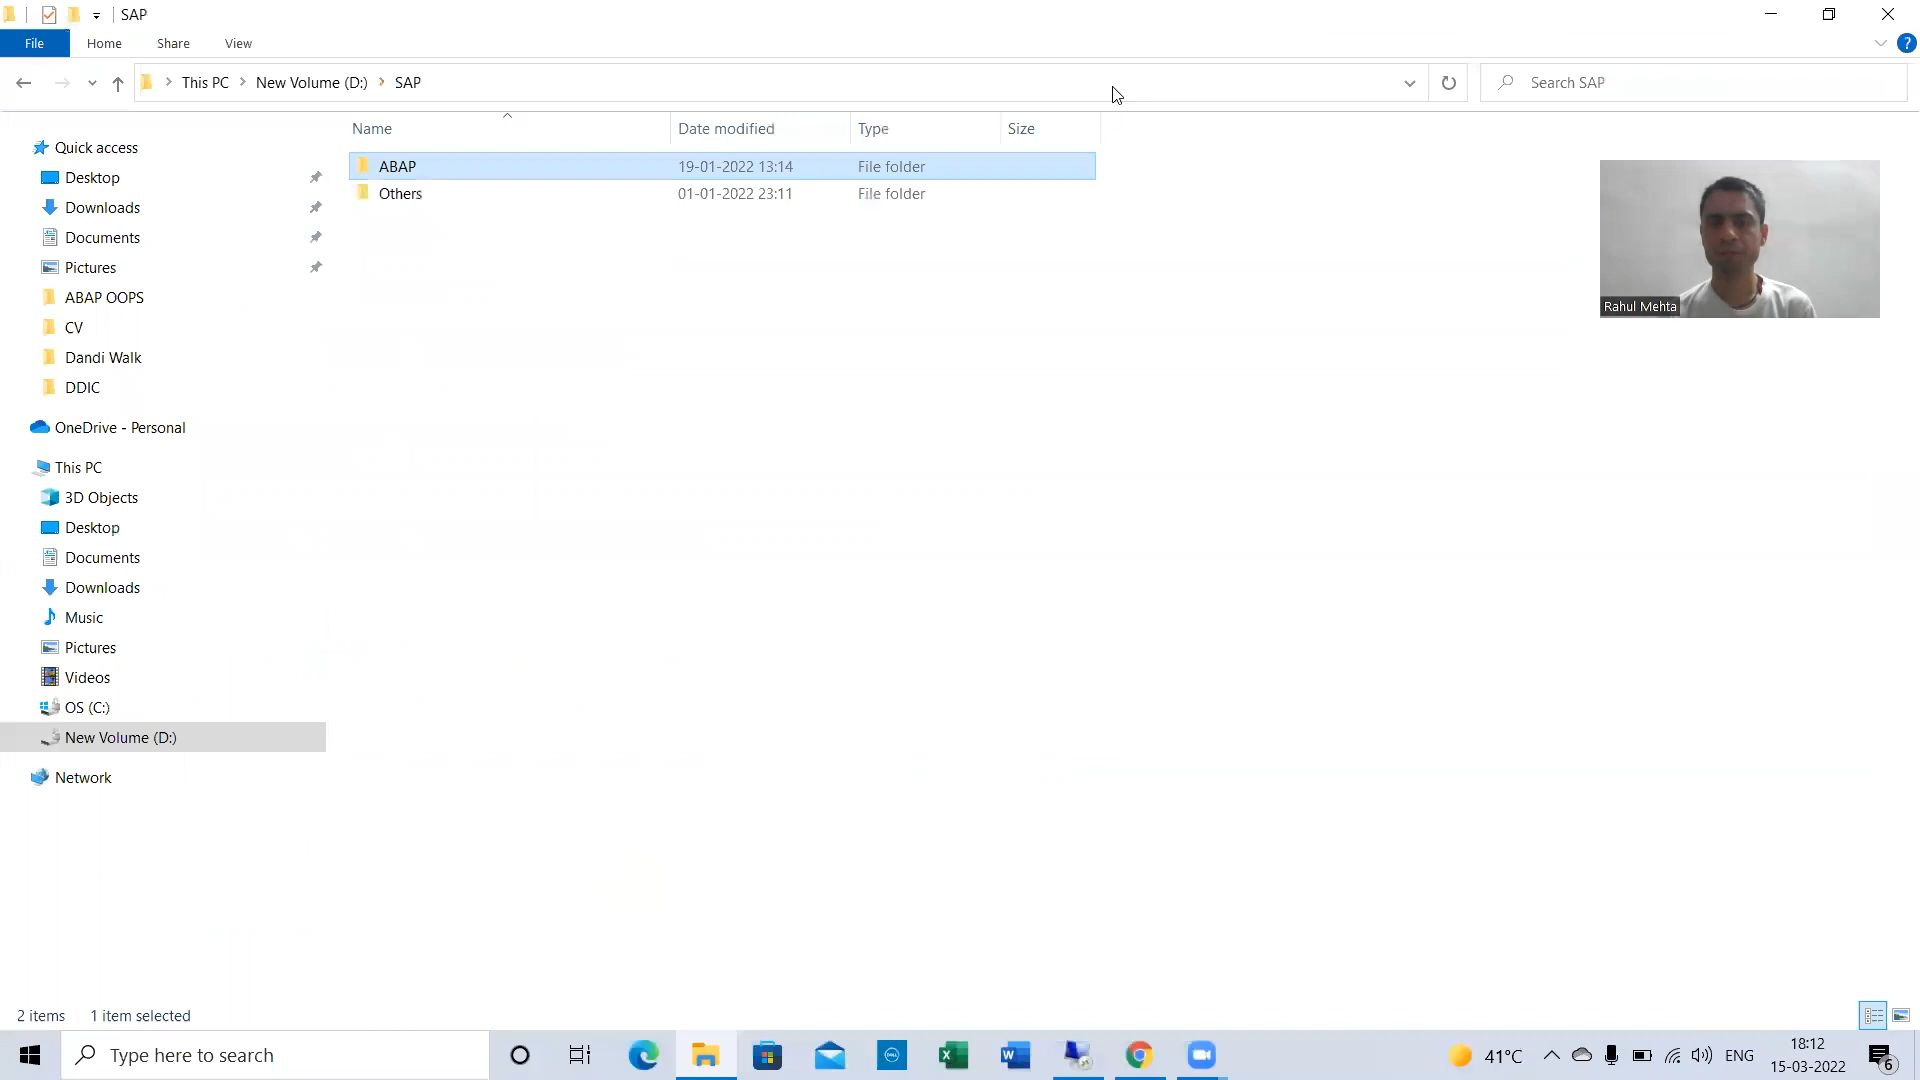 SAP
File Home Share View
This PC New Volume (D:) SAP Search SAP
Name Date modified Type Size
ABAP 19-01-2022 13:14 File folder
Others 01-01-2022 23:11 File folder
Quick access
Desktop
Downloads
Documents
Pictures
ABAP OOPS
CV
Dandi Walk
DDIC
OneDrive - Personal
This PC
3D Objects
Desktop
Documents
Downloads
Music
Pictures
Videos
OS (C:)
New Volume (D:)
Network
Rahul Mehta
2 items 1 item selected
Type here to search
DELL
41°C
ENG
18:12
15-03-2022
6